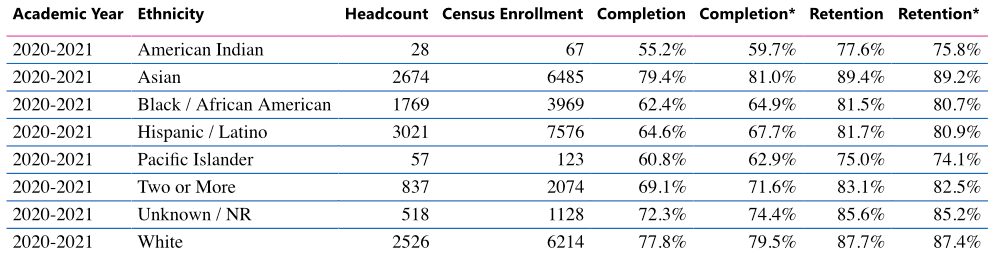 Academic Year Ethnicity Headcount Census Enrollment Completion Completion* Retention Retention*
2020-2021 American Indian 28 67 55.2% 59.7% 77.6% 75.8%
2020-2021 Asian 2674 6485 79.4% 81.0% 89.4% 89.2%
2020-2021 Black / African American 1769 3969 62.4% 64.9% 81.5% 80.7%
2020-2021 Hispanic / Latino 3021 7576 64.6% 67.7% 81.7% 80.9%
2020-2021 Pacific Islander 57 123 60.8% 62.9% 75.0% 74.1%
2020-2021 Two or More 837 2074 69.1% 71.6% 83.1% 82.5%
2020-2021 Unknown / NR 518 1128 72.3% 74.4% 85.6% 85.2%
2020-2021 White 2526 6214 77.8% 79.5% 87.7% 87.4%